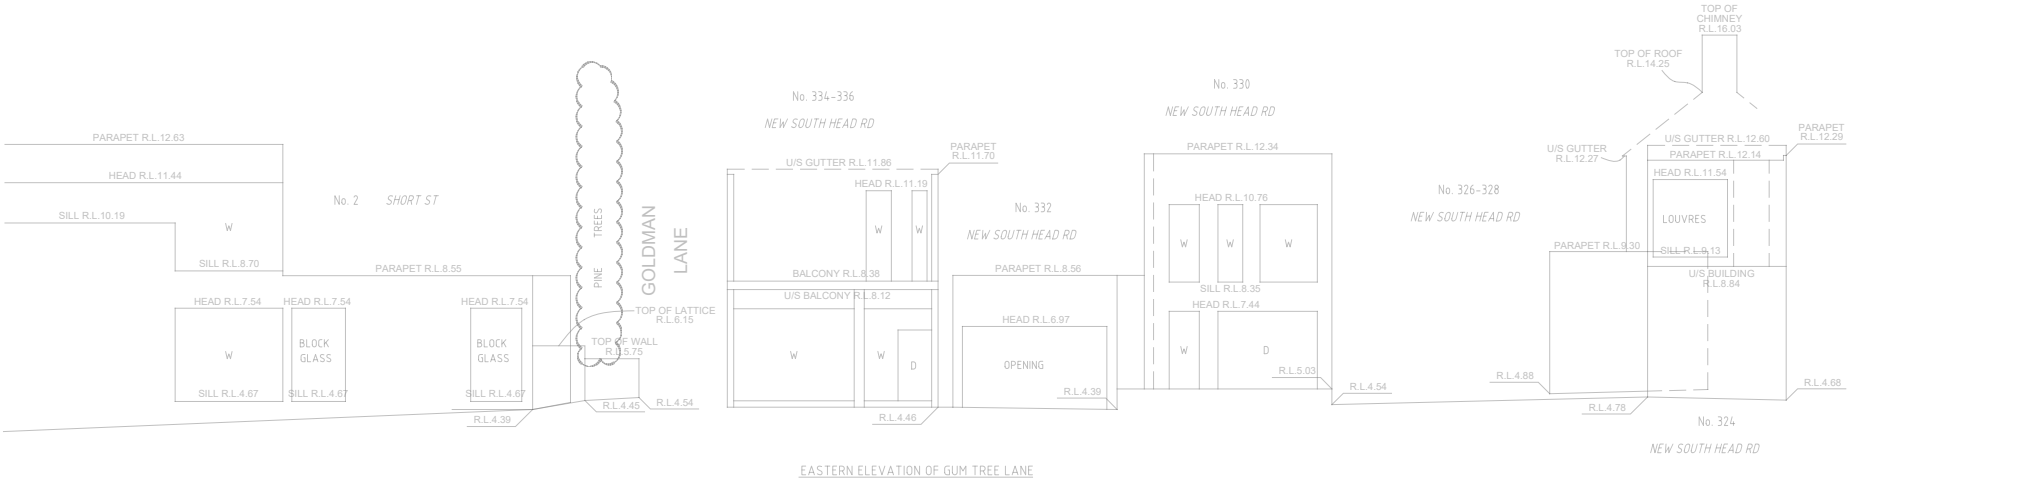 PARAPET R.L.12.63
HEAD R.L.11.44
SILL R.L.10.19
W
SILL R.L.8.70
No. 2 SHORT ST
PARAPET R.L.8.55
HEAD R.L.7.54
HEAD R.L.7.54
HEAD R.L.7.54
W
BLOCK
GLASS
BLOCK
GLASS
SILL R.L.4.67
SILL R.L.4.67
SILL R.L.4.67
R.L.4.39
PINE TREES
GOLDMAN
LANE
TOP OF LATTICE
R.L.6.15
TOP OF WALL
R.L.5.75
R.L.4.45
R.L.4.54
No. 334-336
NEW SOUTH HEAD RD
U/S GUTTER R.L.11.86
PARAPET
R.L.11.70
HEAD R.L.11.19
W
W
BALCONY R.L.8.38
U/S BALCONY R.L.8.12
W
W
D
R.L.4.46
No. 332
NEW SOUTH HEAD RD
PARAPET R.L.8.56
HEAD R.L.6.97
OPENING
R.L.4.39
No. 330
NEW SOUTH HEAD RD
PARAPET R.L.12.34
HEAD R.L.10.76
W
W
W
SILL R.L.8.35
HEAD R.L.7.44
W
D
R.L.5.03
R.L.4.54
No. 326-328
NEW SOUTH HEAD RD
PARAPET R.L.9.30
R.L.4.88
R.L.4.78
TOP OF
CHIMNEY
R.L.16.03
TOP OF ROOF
R.L.14.25
U/S GUTTER
R.L.12.27
U/S GUTTER R.L.12.60
PARAPET
R.L.12.29
PARAPET R.L.12.14
HEAD R.L.11.54
LOUVRES
SILL R.L.9.13
U/S BUILDING
R.L.8.84
R.L.4.68
No. 324
NEW SOUTH HEAD RD
EASTERN ELEVATION OF GUM TREE LANE